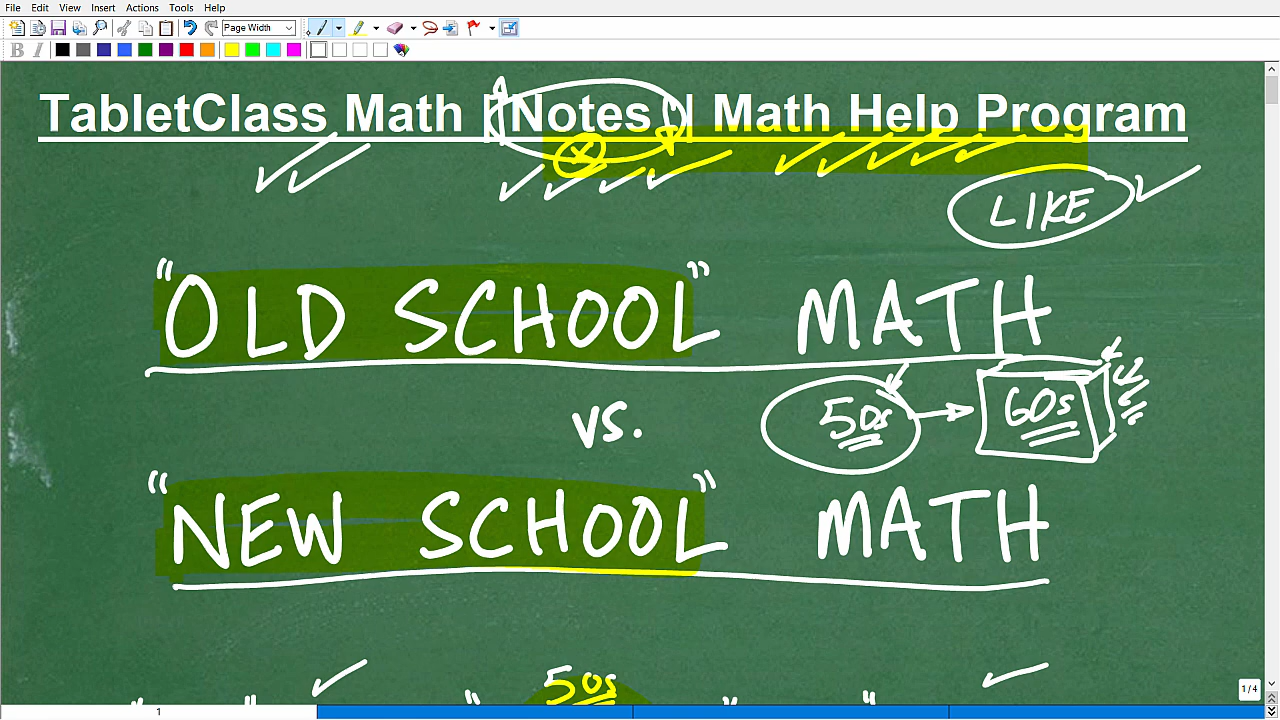 File Edit View Insert Actions Tools Help
Page Width
B I
TabletClass Math | Notes | Math Help Program
LIKE
"OLD SCHOOL" MATH
vs.
50s → 60s
"NEW SCHOOL" MATH
50s
1/4
1